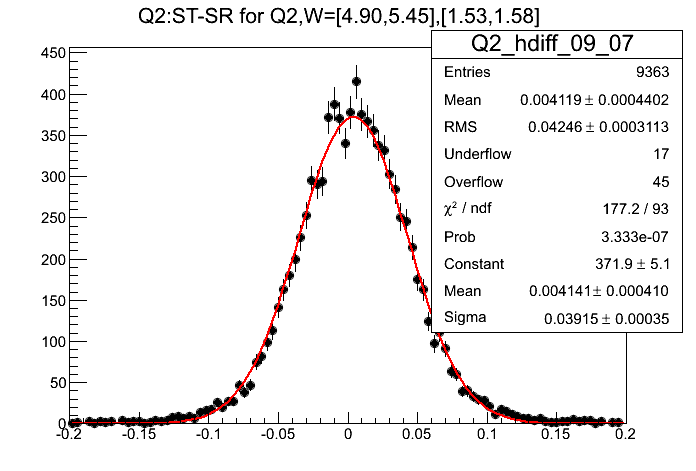 Q2:ST-SR for Q2,W=[4.90,5.45],[1.53,1.58]
Q2_hdiff_09_07
Entries 9363
Mean 0.004119 ± 0.0004402
RMS 0.04246 ± 0.0003113
Underflow 17
Overflow 45
χ² / ndf 177.2 / 93
Prob 3.333e-07
Constant 371.9 ± 5.1
Mean 0.004141 ± 0.000410
Sigma 0.03915 ± 0.00035
450
400
350
300
250
200
150
100
50
0
-0.2 -0.15 -0.1 -0.05 0 0.05 0.1 0.15 0.2